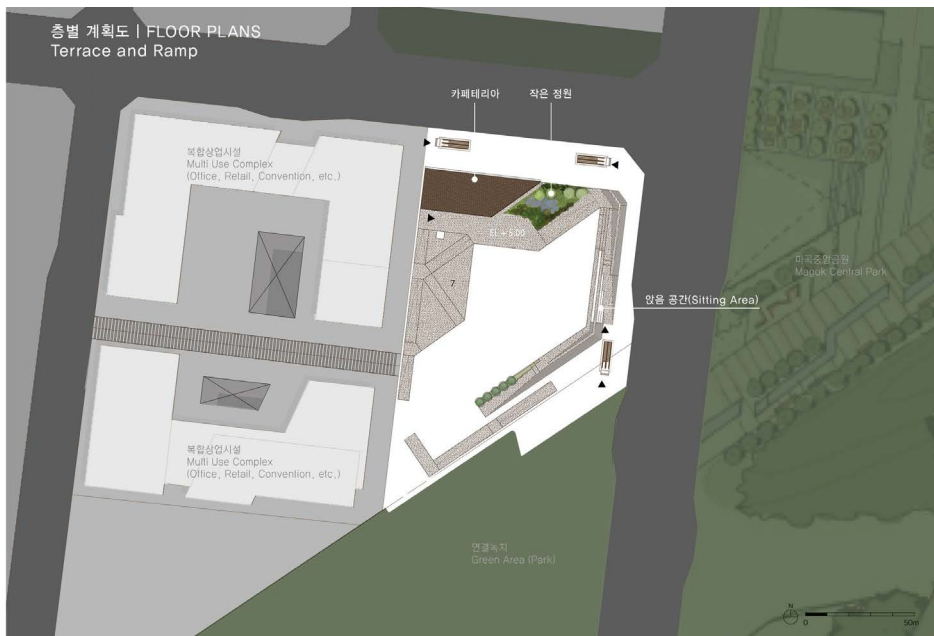 층별 계획도 | FLOOR PLANS
Terrace and Ramp
카페테리아
작은 정원
복합상업시설
Multi Use Complex
(Office, Retail, Convention, etc.)
EL + 5.00
마곡중앙공원
Magok Central Park
7
앉음 공간(Sitting Area)
복합상업시설
Multi Use Complex
(Office, Retail, Convention, etc.)
연결녹지
Green Area (Park)
N
0
50m